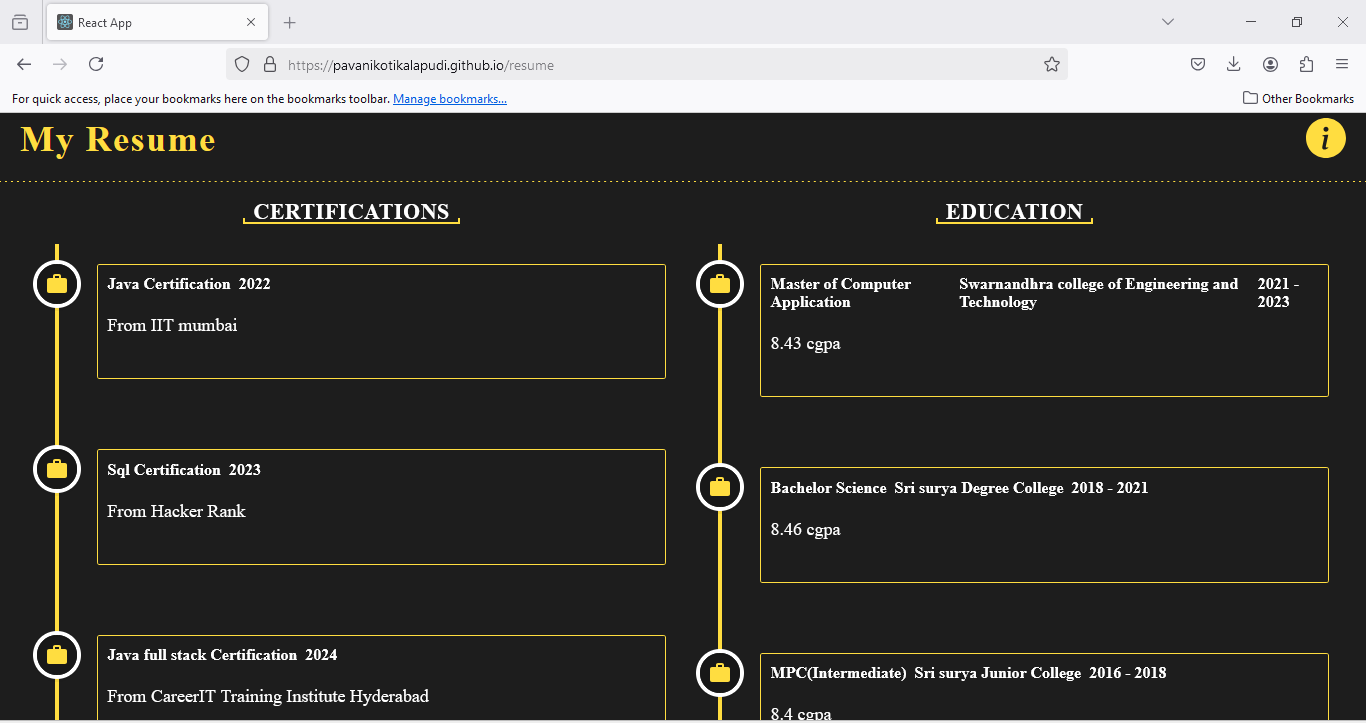 React App
https://pavanikotikalapudi.github.io/resume
For quick access, place your bookmarks here on the bookmarks toolbar. Manage bookmarks...
Other Bookmarks
My Resume
i
CERTIFICATIONS
Java Certification 2022
From IIT mumbai
Sql Certification 2023
From Hacker Rank
Java full stack Certification 2024
From CareerIT Training Institute Hyderabad
EDUCATION
Master of Computer Application
Swarnandhra college of Engineering and Technology
2021 - 2023
8.43 cgpa
Bachelor Science Sri surya Degree College 2018 - 2021
8.46 cgpa
MPC(Intermediate) Sri surya Junior College 2016 - 2018
8.4 cgpa